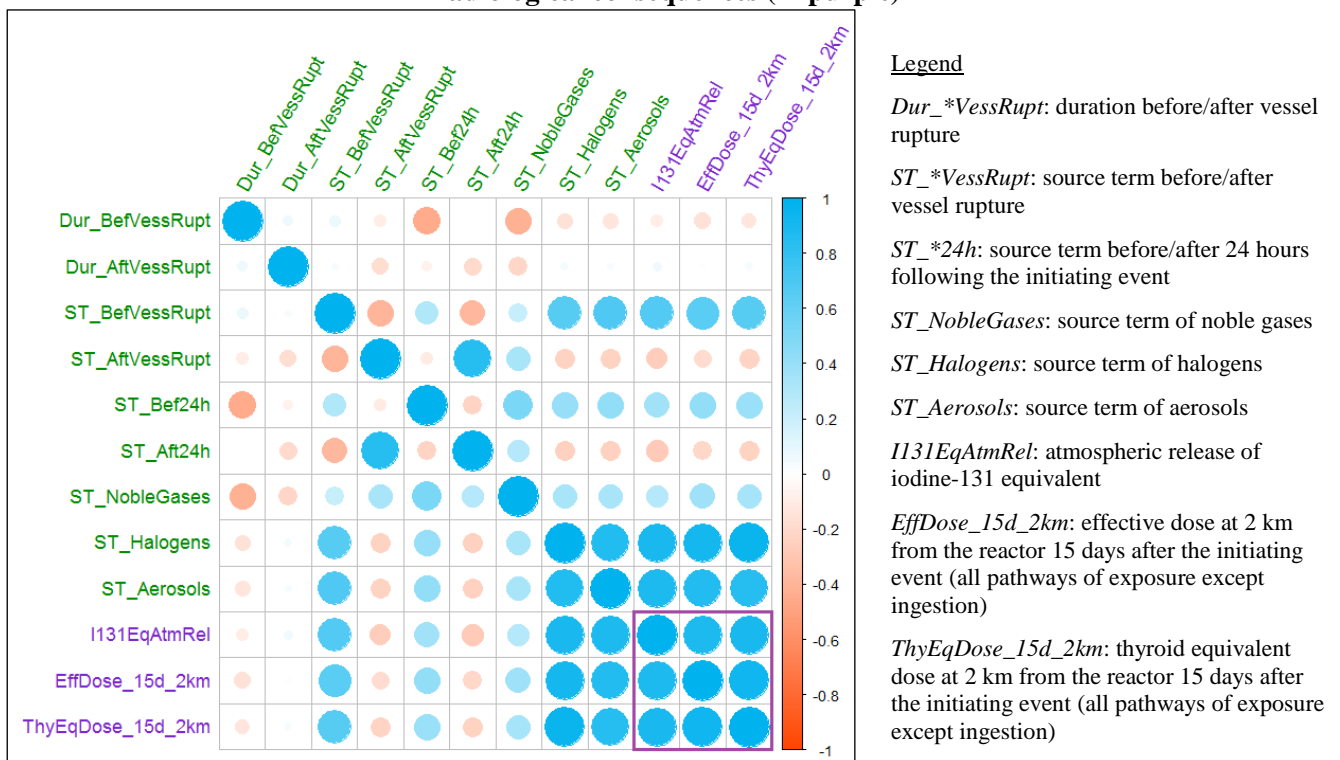 Dur_BefVessRupt
Dur_AftVessRupt
ST_BefVessRupt
ST_AftVessRupt
ST_Bef24h
ST_Aft24h
ST_NobleGases
ST_Halogens
ST_Aerosols
I131EqAtmRel
EffDose_15d_2km
ThyEqDose_15d_2km
Dur_BefVessRupt
Dur_AftVessRupt
ST_BefVessRupt
ST_AftVessRupt
ST_Bef24h
ST_Aft24h
ST_NobleGases
ST_Halogens
ST_Aerosols
I131EqAtmRel
EffDose_15d_2km
ThyEqDose_15d_2km
1
0.8
0.6
0.4
0.2
0
-0.2
-0.4
-0.6
-0.8
-1
Legend
Dur_*VessRupt: duration before/after vessel
rupture
ST_*VessRupt: source term before/after
vessel rupture
ST_*24h: source term before/after 24 hours
following the initiating event
ST_NobleGases: source term of noble gases
ST_Halogens: source term of halogens
ST_Aerosols: source term of aerosols
I131EqAtmRel: atmospheric release of
iodine-131 equivalent
EffDose_15d_2km: effective dose at 2 km
from the reactor 15 days after the initiating
event (all pathways of exposure except
ingestion)
ThyEqDose_15d_2km: thyroid equivalent
dose at 2 km from the reactor 15 days after
the initiating event (all pathways of exposure
except ingestion)